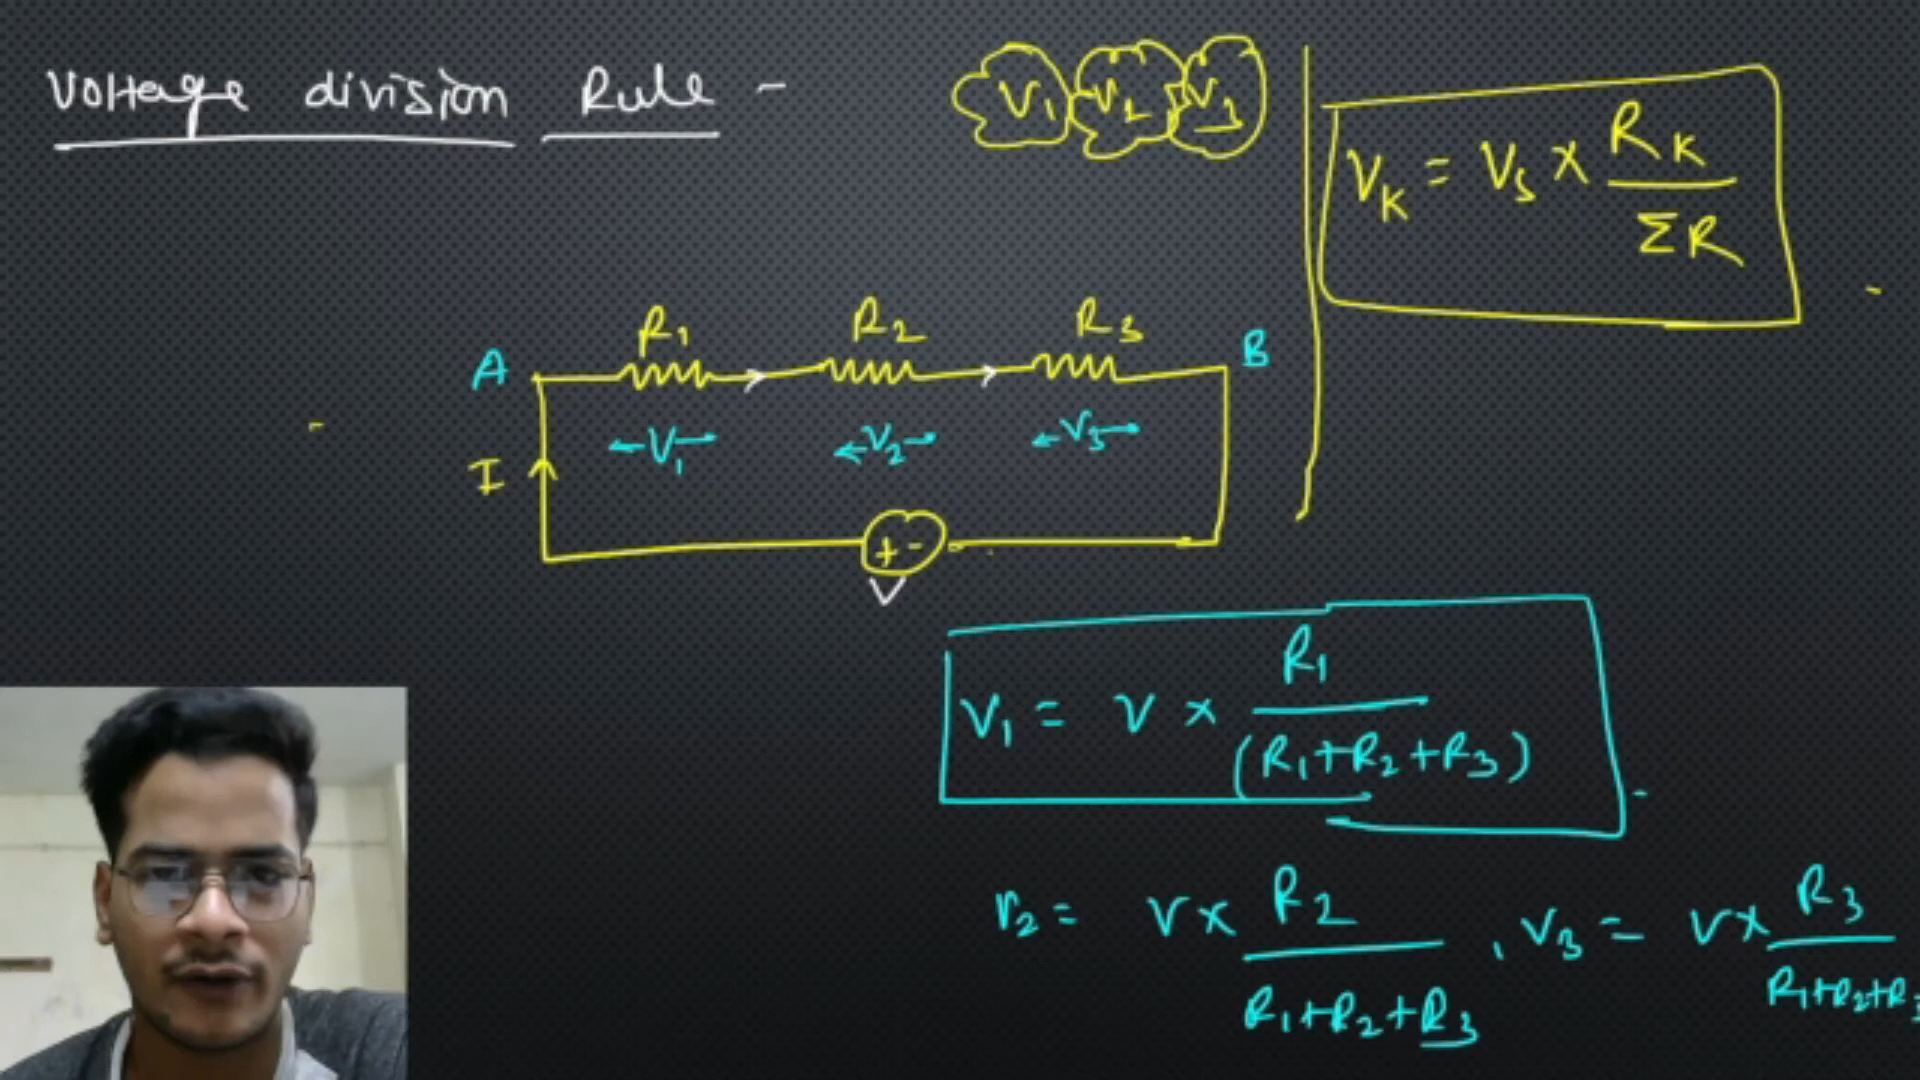 Voltage division Rule -
V1 V2 V3
VK = VS × RK / ΣR
R1 R2 R3
A B
V1 V2 V3
I
+ -
V
V1 = V × R1 / (R1+R2+R3)
V2 = V × R2 / R1+R2+R3 , V3 = V × R3 / R1+R2+R3